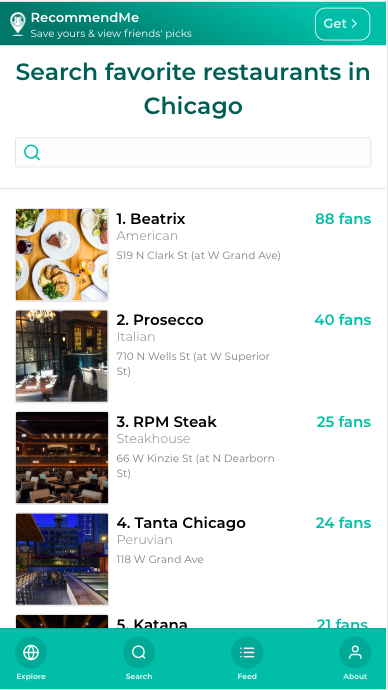 RecommendMe
Save yours & view friends' picks
Get
Search favorite restaurants in
Chicago
1. Beatrix
88 fans
American
519 N Clark St (at W Grand Ave)
2. Prosecco
40 fans
Italian
710 N Wells St (at W Superior
St)
3. RPM Steak
25 fans
Steakhouse
66 W Kinzie St (at N Dearborn
St)
4. Tanta Chicago
24 fans
Peruvian
118 W Grand Ave
5. Katana
21 fans
Explore
Search
Feed
About